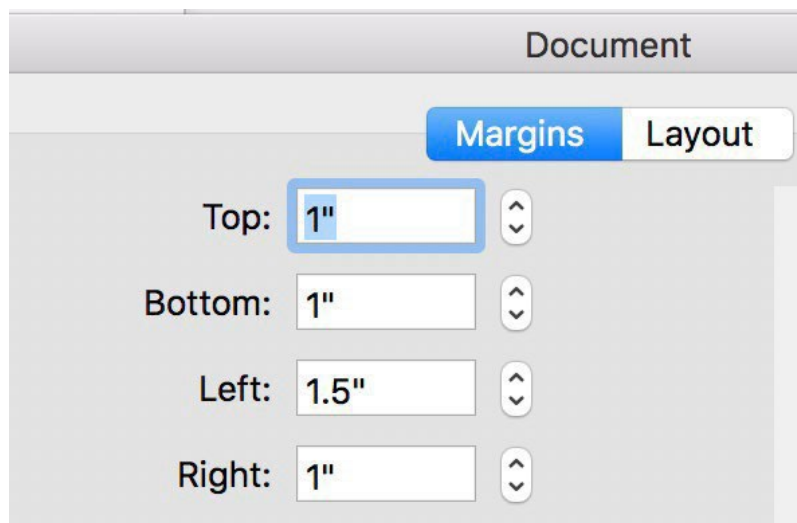 Document
Margins Layout
Top: 1"
Bottom: 1"
Left: 1.5"
Right: 1"